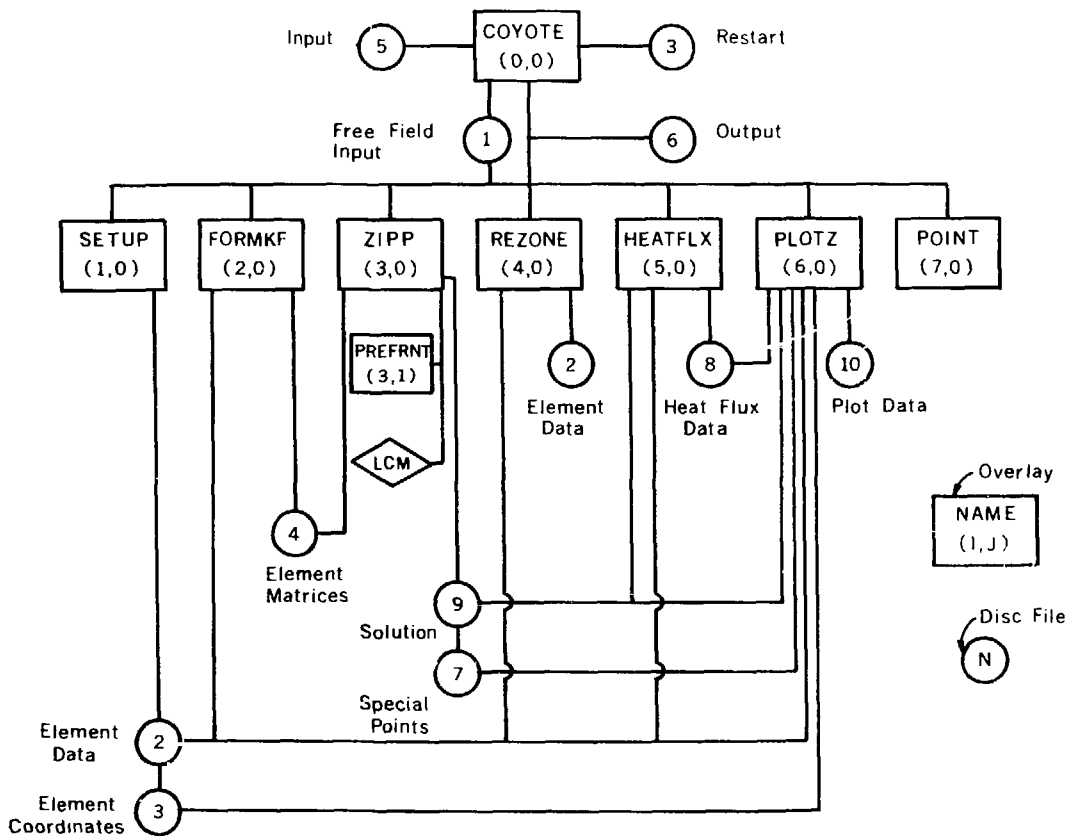 Input
5
COYOTE
(0,0)
3
Restart
Free Field
Input
1
6
Output
SETUP
(1,0)
FORMKF
(2,0)
ZIPP
(3,0)
REZONE
(4,0)
HEATFLX
(5,0)
PLOTZ
(6,0)
POINT
(7,0)
PREFRNT
(3,1)
2
Element
Data
8
Heat Flux
Data
10
Plot Data
LCM
4
Element
Matrices
Overlay
NAME
(I,J)
9
Solution
7
Special
Points
Disc File
N
Element
Data
2
Element
Coordinates
3